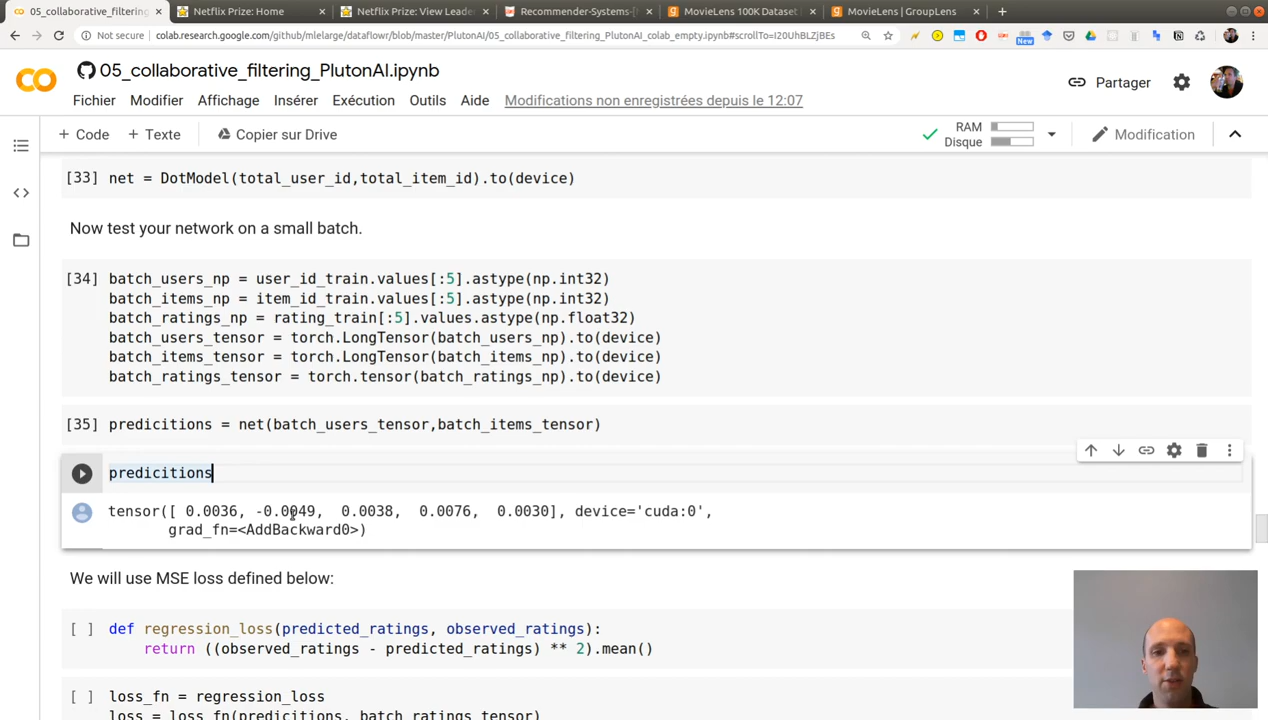 05_collaborative_filtering_
Netflix Prize: Home
Netflix Prize: View Leade
Recommender-Systems-[
MovieLens 100K Dataset
MovieLens | GroupLens
Not secure
colab.research.google.com/github/mlelarge/dataflowr/blob/master/PlutonAI/05_collaborative_filtering_PlutonAI_colab_empty.ipynb#scrollTo=I20UhBLZjBEs
New
05_collaborative_filtering_PlutonAI.ipynb
Partager
Fichier Modifier Affichage Insérer Exécution Outils Aide Modifications non enregistrées depuis le 12:07
+ Code + Texte Copier sur Drive
RAM
Disque
Modification
[33] net = DotModel(total_user_id,total_item_id).to(device)
Now test your network on a small batch.
[34] batch_users_np = user_id_train.values[:5].astype(np.int32)
batch_items_np = item_id_train.values[:5].astype(np.int32)
batch_ratings_np = rating_train[:5].values.astype(np.float32)
batch_users_tensor = torch.LongTensor(batch_users_np).to(device)
batch_items_tensor = torch.LongTensor(batch_items_np).to(device)
batch_ratings_tensor = torch.tensor(batch_ratings_np).to(device)
[35] predicitions = net(batch_users_tensor,batch_items_tensor)
predicitions
tensor([ 0.0036, -0.0049, 0.0038, 0.0076, 0.0030], device='cuda:0',
grad_fn=<AddBackward0>)
We will use MSE loss defined below:
[ ] def regression_loss(predicted_ratings, observed_ratings):
return ((observed_ratings - predicted_ratings) ** 2).mean()
[ ] loss_fn = regression_loss
loss = loss_fn(predicitions, batch_ratings_tensor)